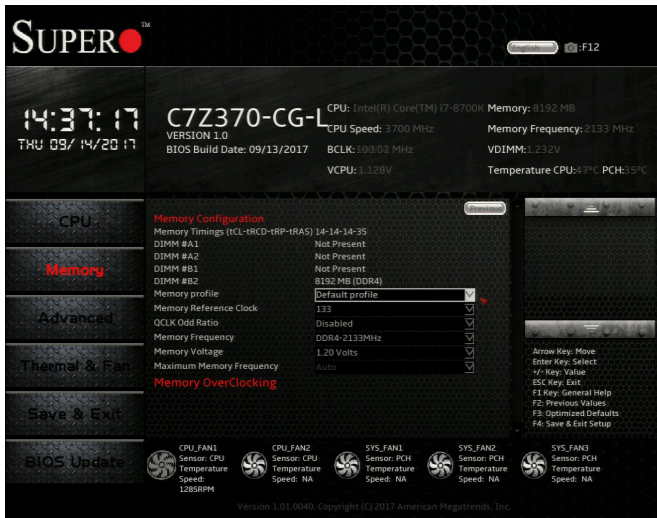 SUPER TM
English :F12
14:37:17
THU 09/14/2017
C7Z370-CG-L
VERSION 1.0
BIOS Build Date: 09/13/2017
CPU: Intel(R) Core(TM) i7-8700K
CPU Speed: 3700 MHz
BCLK: MHz
VCPU: 1.128V
Memory: 8192 MB
Memory Frequency: 2133 MHz
VDIMM: 1.232V
Temperature CPU:47°C PCH:35°C
CPU
Memory
Advanced
Thermal & Fan
Save & Exit
BIOS Update
Previous
Memory Configuration
Memory Timings (tCL-tRCD-tRP-tRAS) 14-14-14-35
DIMM #A1 Not Present
DIMM #A2 Not Present
DIMM #B1 Not Present
DIMM #B2 8192 MB (DDR4)
Memory profile Default profile
Memory Reference Clock 133
QCLK Odd Ratio Disabled
Memory Frequency DDR4-2133MHz
Memory Voltage 1.20 Volts
Maximum Memory Frequency Auto
Memory OverClocking
Arrow Key: Move
Enter Key: Select
+/- Key: Value
ESC Key: Exit
F1 Key: General Help
F2: Previous Values
F3: Optimized Defaults
F4: Save & Exit Setup
CPU_FAN1
Sensor: CPU
Temperature
Speed:
1285RPM
CPU_FAN2
Sensor: CPU
Temperature
Speed: NA
SYS_FAN1
Sensor: PCH
Temperature
Speed: NA
SYS_FAN2
Sensor: PCH
Temperature
Speed: NA
SYS_FAN3
Sensor: PCH
Temperature
Speed: NA
Version 1.01.0040. Copyright (C) 2017 American Megatrends, Inc.